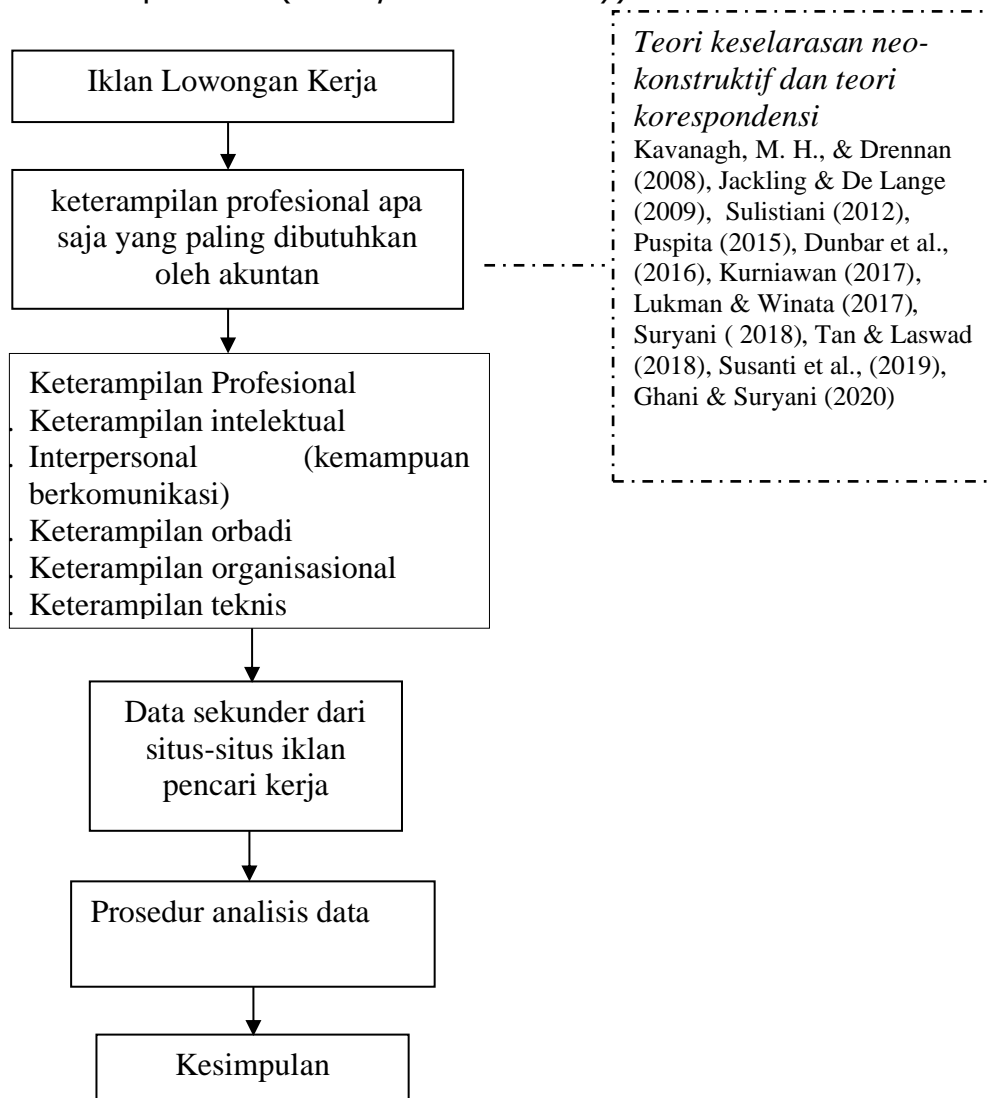 Iklan Lowongan Kerja
keterampilan profesional apa
saja yang paling dibutuhkan
oleh akuntan
Teori keselarasan neo-
konstruktif dan teori
korespondensi
Kavanagh, M. H., & Drennan
(2008), Jackling & De Lange
(2009), Sulistiani (2012),
Puspita (2015), Dunbar et al.,
(2016), Kurniawan (2017),
Lukman & Winata (2017),
Suryani ( 2018), Tan & Laswad
(2018), Susanti et al., (2019),
Ghani & Suryani (2020)
Keterampilan Profesional
. Keterampilan intelektual
. Interpersonal (kemampuan
berkomunikasi)
. Keterampilan orbadi
. Keterampilan organisasional
. Keterampilan teknis
Data sekunder dari
situs-situs iklan
pencari kerja
Prosedur analisis data
Kesimpulan